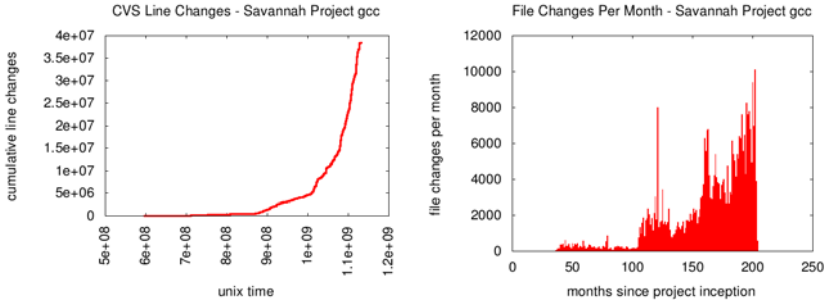 CVS Line Changes - Savannah Project gcc
cumulative line changes
4e+07
3.5e+07
3e+07
2.5e+07
2e+07
1.5e+07
1e+07
5e+06
0
5e+08
6e+08
7e+08
8e+08
9e+08
1e+09
1.1e+09
1.2e+09
unix time
File Changes Per Month - Savannah Project gcc
file changes per month
12000
10000
8000
6000
4000
2000
0
0 50 100 150 200 250
months since project inception